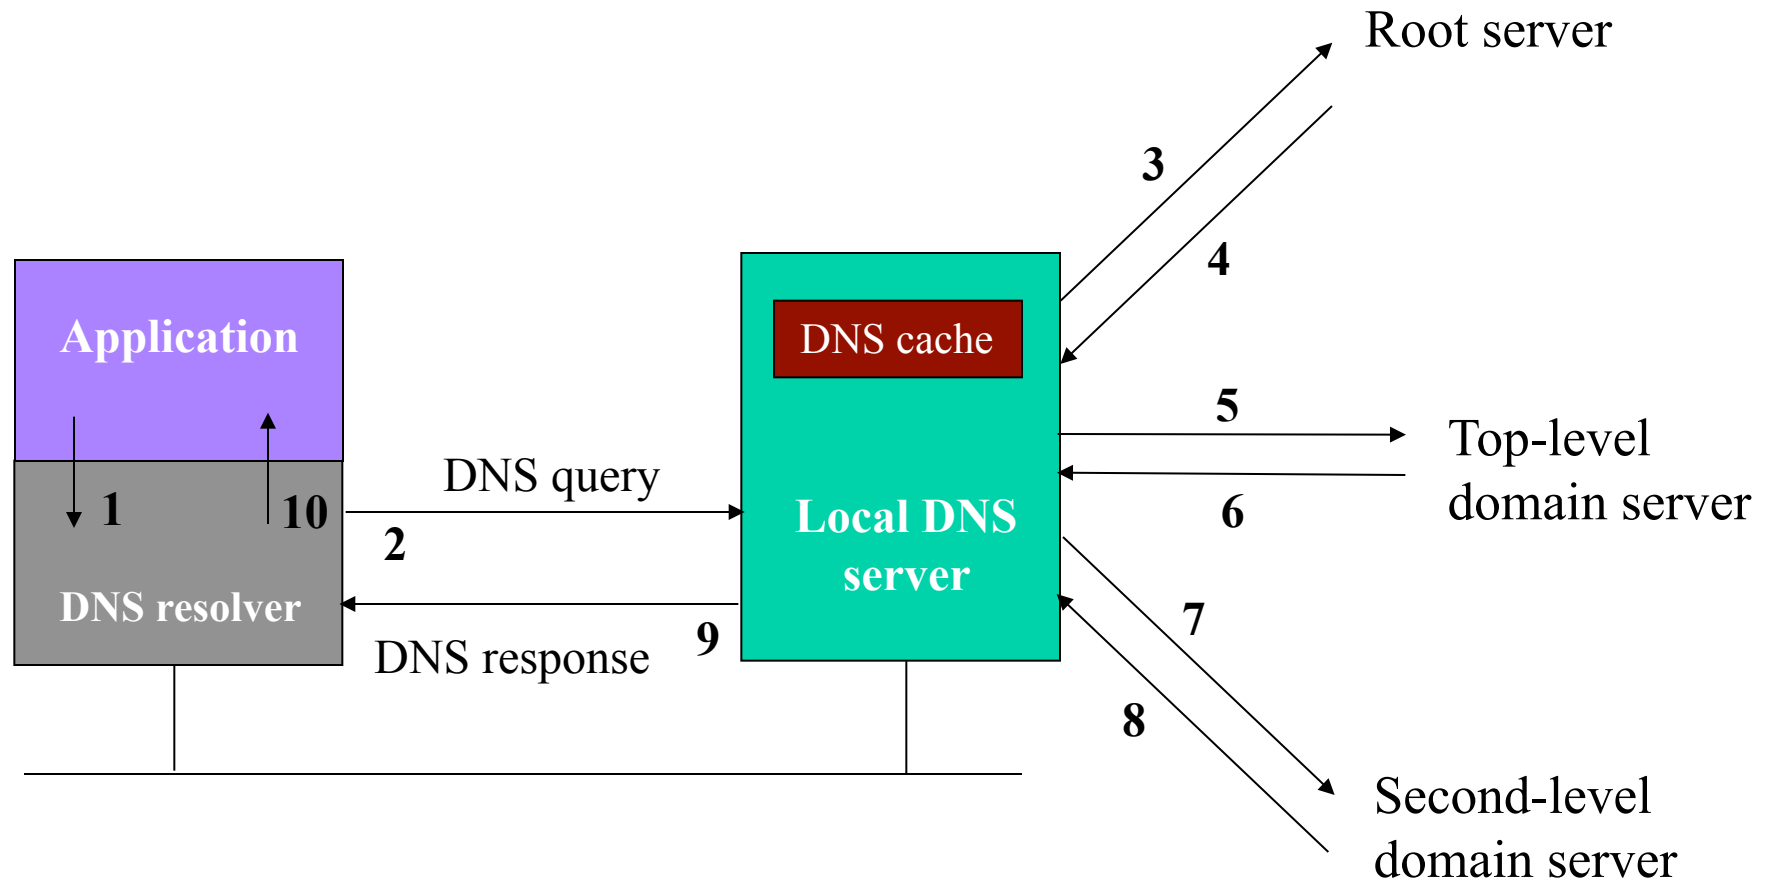 Root server
3
4
Application
DNS cache
5
Top-level
domain server
6
1
10
DNS query
2
Local DNS
server
DNS resolver
9
DNS response
7
8
Second-level
domain server